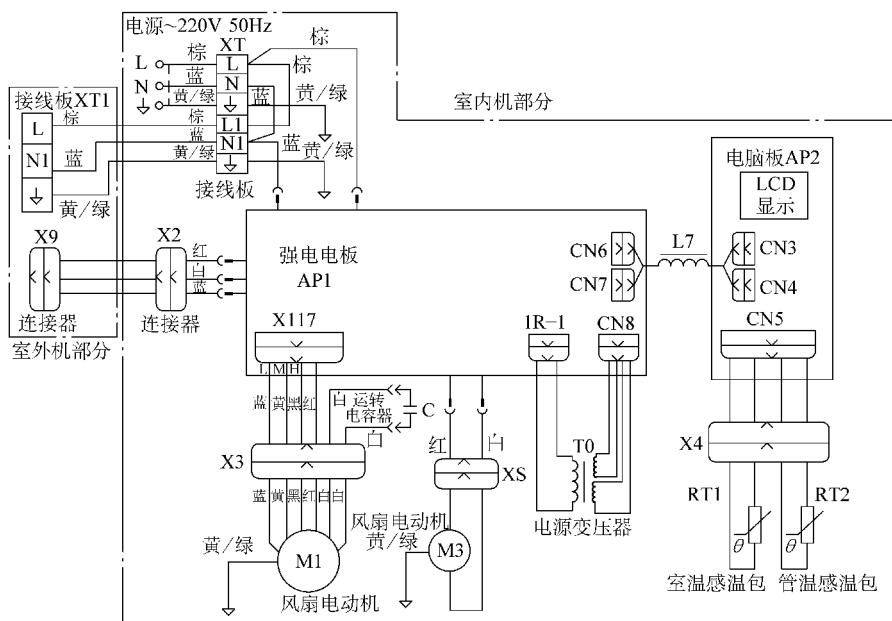 电源~220V 50Hz
XT
棕
L
棕
L
棕
N
蓝
N
黄/绿
蓝
黄/绿
室内机部分
接线板XT1
L
棕
棕
L1
N1
蓝
蓝
N1
蓝
黄/绿
黄/绿
接线板
黄/绿
电脑板AP2
LCD
显示
X9
X2
红
白
蓝
强电电板
AP1
CN6
CN7
L7
CN3
CN4
连接器
连接器
室外机部分
X117
IR-1
CN8
CN5
L M H
蓝 黄 黑 红
白
运转
电容器
C
白
X3
红
白
XS
T0
X4
蓝 黄 黑 红 白 白
RT1
RT2
黄/绿
M1
风扇电动机
风扇电动机
黄/绿
M3
电源变压器
θ
θ
室温感温包
管温感温包